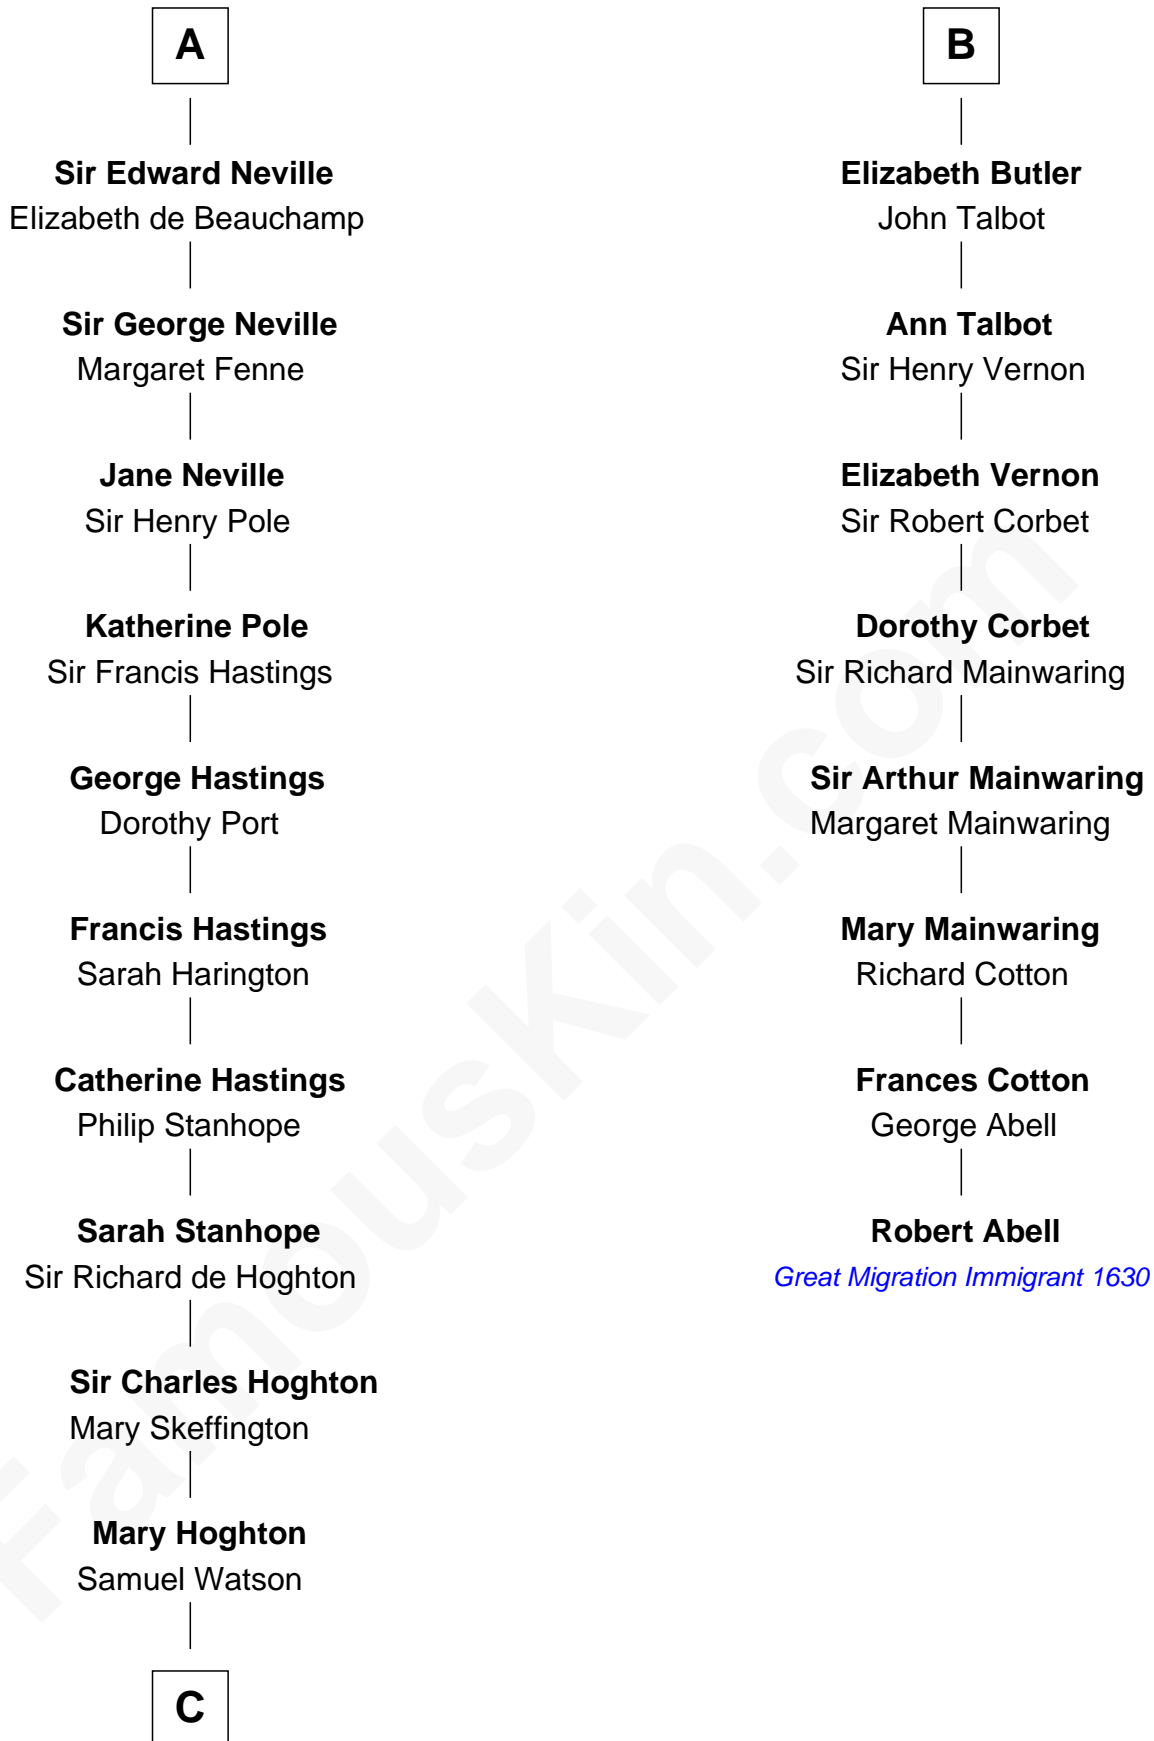 A
Sir Edward Neville
Elizabeth de Beauchamp
Sir George Neville
Margaret Fenne
Jane Neville
Sir Henry Pole
Katherine Pole
Sir Francis Hastings
George Hastings
Dorothy Port
Francis Hastings
Sarah Harington
Catherine Hastings
Philip Stanhope
Sarah Stanhope
Sir Richard de Hoghton
Sir Charles Hoghton
Mary Skeffington
Mary Hoghton
Samuel Watson
C
B
Elizabeth Butler
John Talbot
Ann Talbot
Sir Henry Vernon
Elizabeth Vernon
Sir Robert Corbet
Dorothy Corbet
Sir Richard Mainwaring
Sir Arthur Mainwaring
Margaret Mainwaring
Mary Mainwaring
Richard Cotton
Frances Cotton
George Abell
Robert Abell
Great Migration Immigrant 1630
FamousKin.com